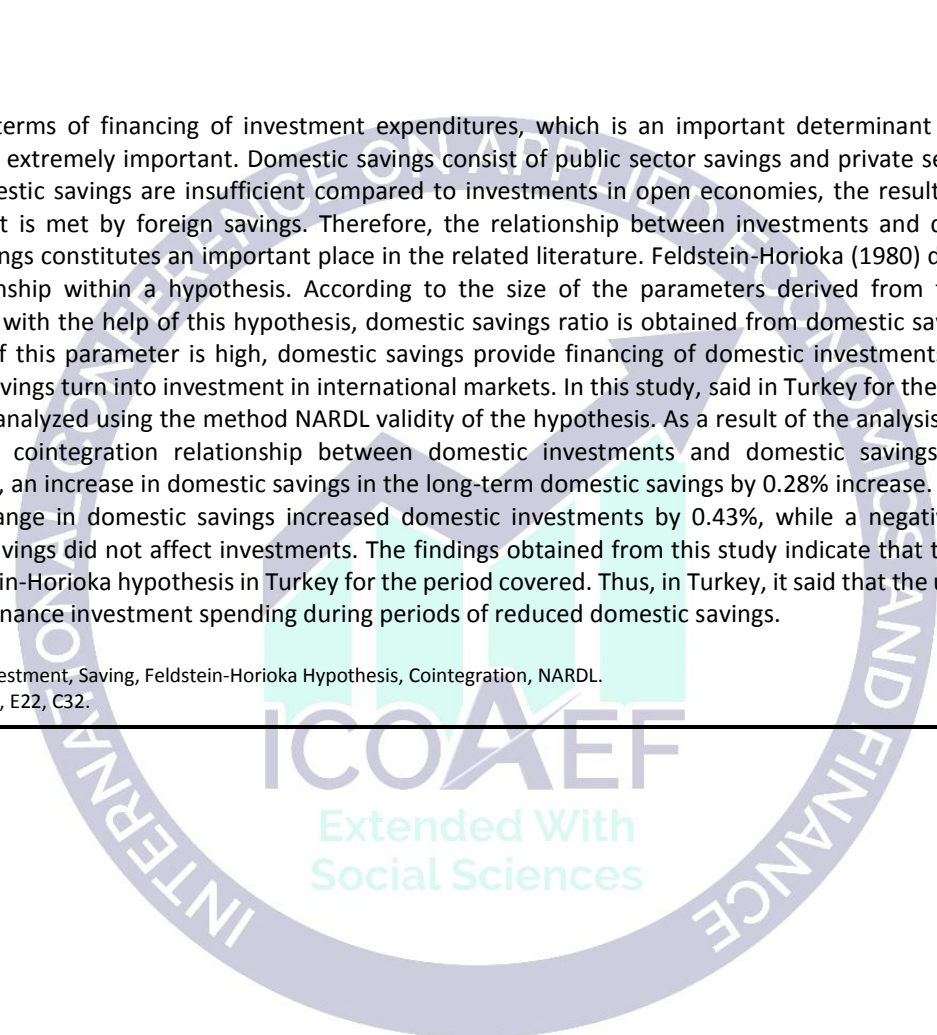 terms of financing of investment expenditures, which is an important determinant
extremely important. Domestic savings consist of public sector savings and private se
estic savings are insufficient compared to investments in open economies, the result
t is met by foreign savings. Therefore, the relationship between investments and
ngs constitutes an important place in the related literature. Feldstein-Horioka (1980) d
nship within a hypothesis. According to the size of the parameters derived from
with the help of this hypothesis, domestic savings ratio is obtained from domestic sav
f this parameter is high, domestic savings provide financing of domestic investment
vings turn into investment in international markets. In this study, said in Turkey for the
analyzed using the method NARDL validity of the hypothesis. As a result of the analysis
cointegration relationship between domestic investments and domestic savings
, an increase in domestic savings in the long-term domestic savings by 0.28% increase.
ange in domestic savings increased domestic investments by 0.43%, while a negativ
vings did not affect investments. The findings obtained from this study indicate that t
in-Horioka hypothesis in Turkey for the period covered. Thus, in Turkey, it said that the u
nance investment spending during periods of reduced domestic savings.
estment, Saving, Feldstein-Horioka Hypothesis, Cointegration, NARDL.
, E22, C32.
INTERNATIONAL CONFERENCE ON APPLIED ECONOMICS AND FINANCE
ICOAEF
Extended With
Social Sciences